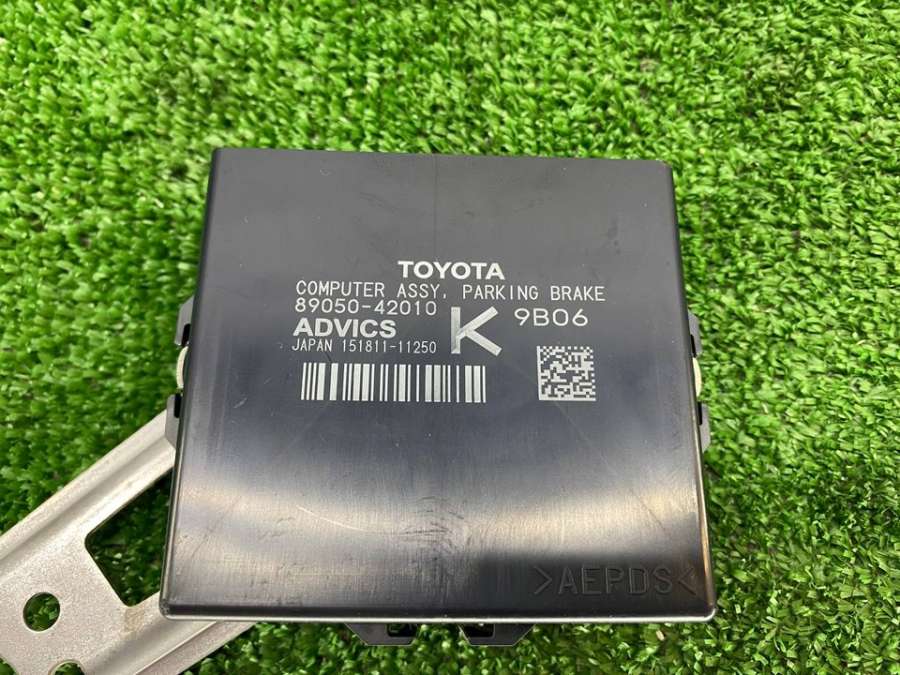 TOYOTA
COMPUTER ASSY, PARKING BRAKE
89050-42010
K 9B06
ADVICS
JAPAN 151811-11250
>AEPDS<